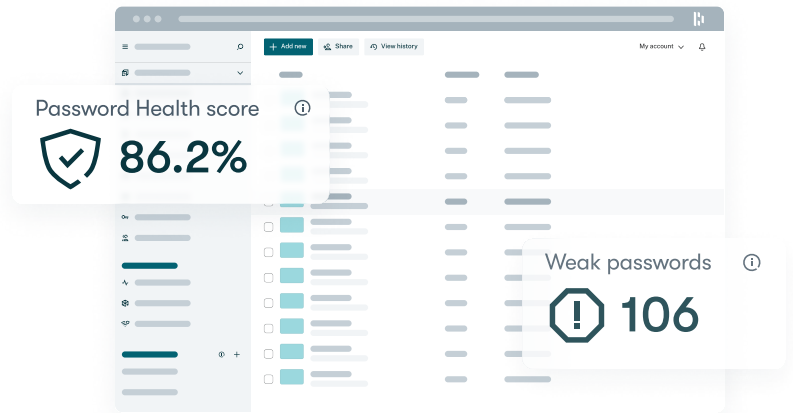 Add new
Share
View history
My account
Password Health score
86.2%
Weak passwords
106